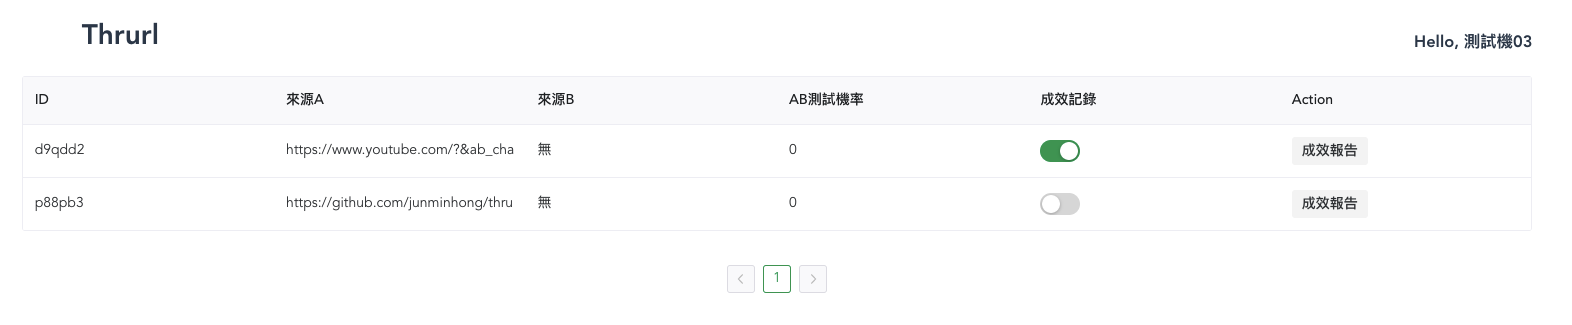 Thrurl
Hello, 測試機03
ID 來源A 來源B AB測試機率 成效記錄 Action
d9qdd2 https://www.youtube.com/?&ab_cha 無 0 成效報告
p88pb3 https://github.com/junminhong/thru 無 0 成效報告
1